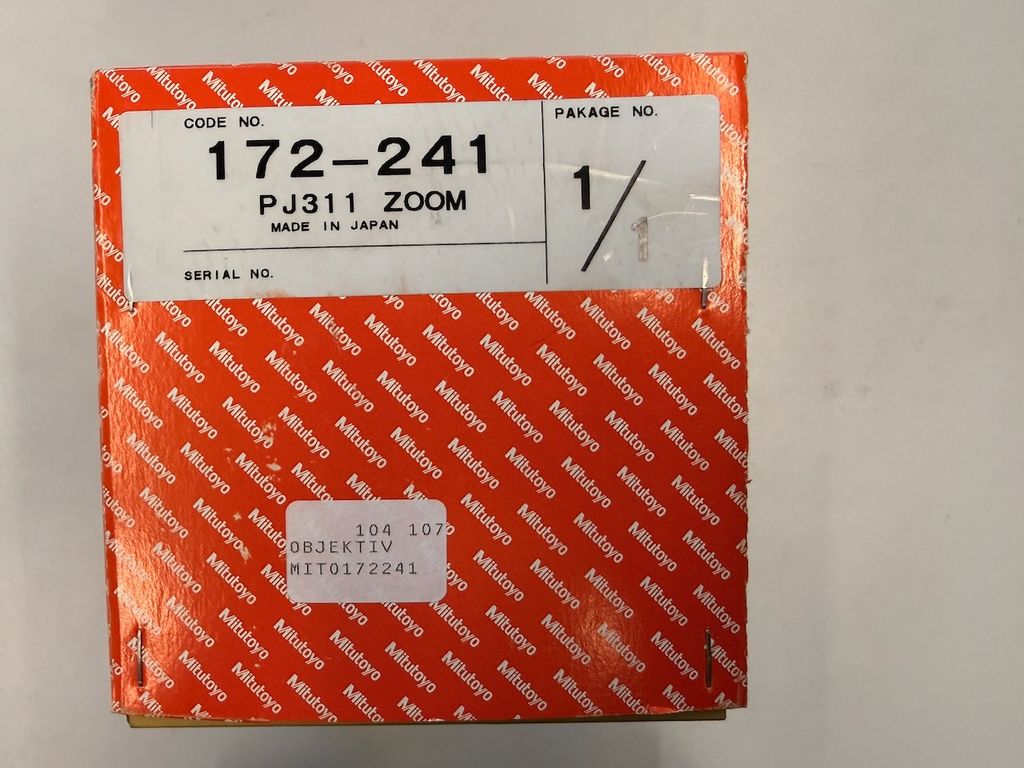 CODE NO.
172-241
PJ311 ZOOM
MADE IN JAPAN
SERIAL NO.
PAKAGE NO.
1/1
Mitutoyo
104 107
OBJEKTIV
MIT0172241